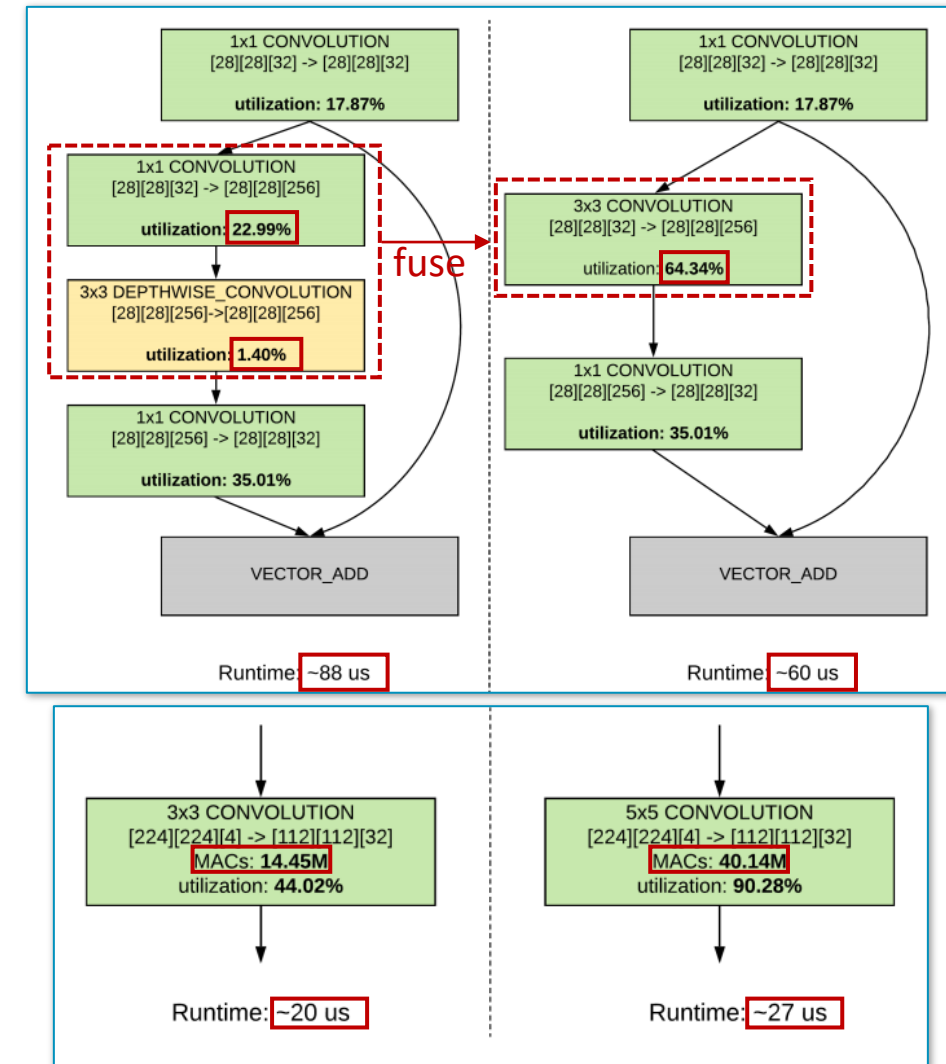 1x1 CONVOLUTION
[28][28][32] -> [28][28][32]
utilization: 17.87%
1x1 CONVOLUTION
[28][28][32] -> [28][28][256]
utilization: 22.99%
3x3 DEPTHWISE_CONVOLUTION
[28][28][256]->[28][28][256]
utilization: 1.40%
1x1 CONVOLUTION
[28][28][256] -> [28][28][32]
utilization: 35.01%
VECTOR_ADD
Runtime: ~88 us
fuse
1x1 CONVOLUTION
[28][28][32] -> [28][28][32]
utilization: 17.87%
3x3 CONVOLUTION
[28][28][32] -> [28][28][256]
utilization: 64.34%
1x1 CONVOLUTION
[28][28][256] -> [28][28][32]
utilization: 35.01%
VECTOR_ADD
Runtime: ~60 us
3x3 CONVOLUTION
[224][224][4] -> [112][112][32]
MACs: 14.45M
utilization: 44.02%
Runtime: ~20 us
5x5 CONVOLUTION
[224][224][4] -> [112][112][32]
MACs: 40.14M
utilization: 90.28%
Runtime: ~27 us